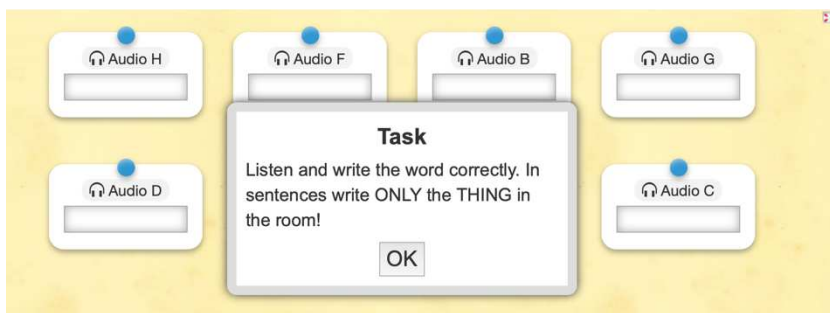 Audio H
Audio F
Audio B
Audio G
Task
Listen and write the word correctly. In
sentences write ONLY the THING in
the room!
OK
Audio D
Audio C